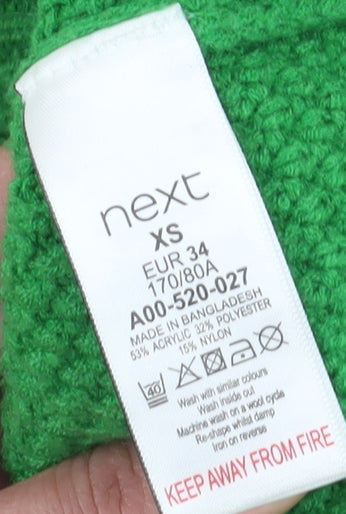 next
XS
EUR 34
170/80A
A00-520-027
MADE IN BANGLADESH
53% ACRYLIC 32% POLYESTER
15% NYLON
40
Wash with similar colours
Wash inside out
Machine wash on a wool cycle
Re-shape whilst damp
Iron on reverse
KEEP AWAY FROM FIRE